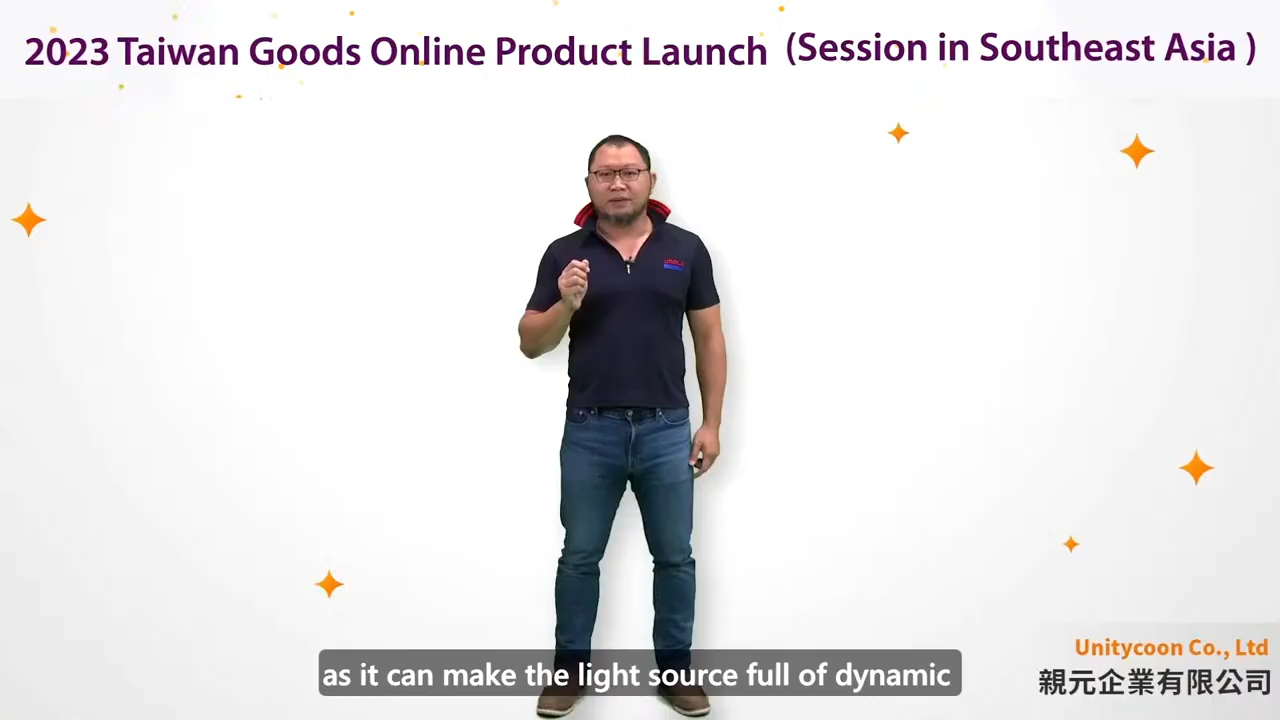 2023 Taiwan Goods Online Product Launch (Session in Southeast Asia )
as it can make the light source full of dynamic
Unitycoon Co., Ltd
親元企業有限公司